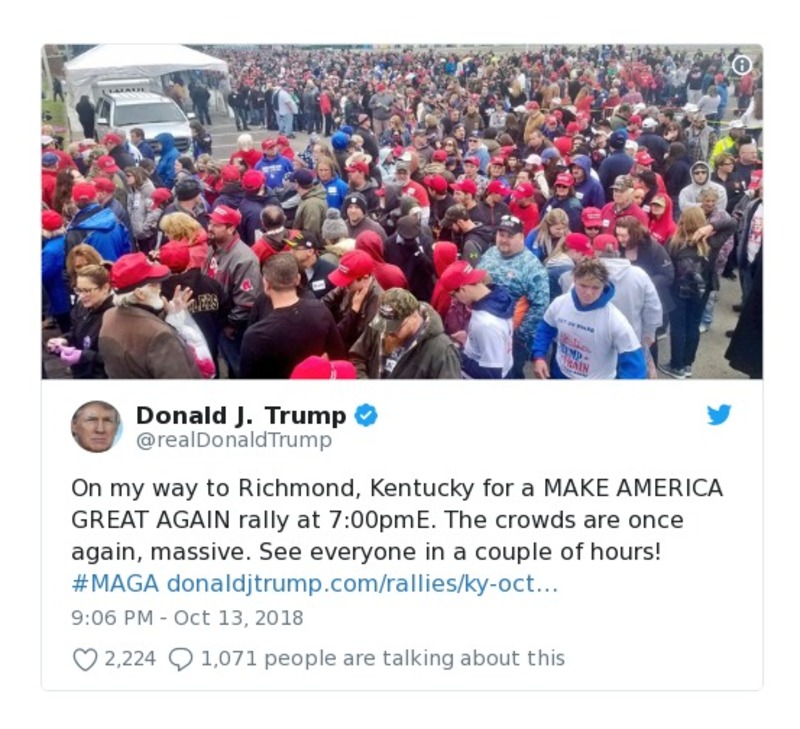 Donald J. Trump
@realDonaldTrump
On my way to Richmond, Kentucky for a MAKE AMERICA
GREAT AGAIN rally at 7:00pmE. The crowds are once
again, massive. See everyone in a couple of hours!
#MAGA donaldjtrump.com/rallies/ky-oct...
9:06 PM - Oct 13, 2018
2,224 1,071 people are talking about this